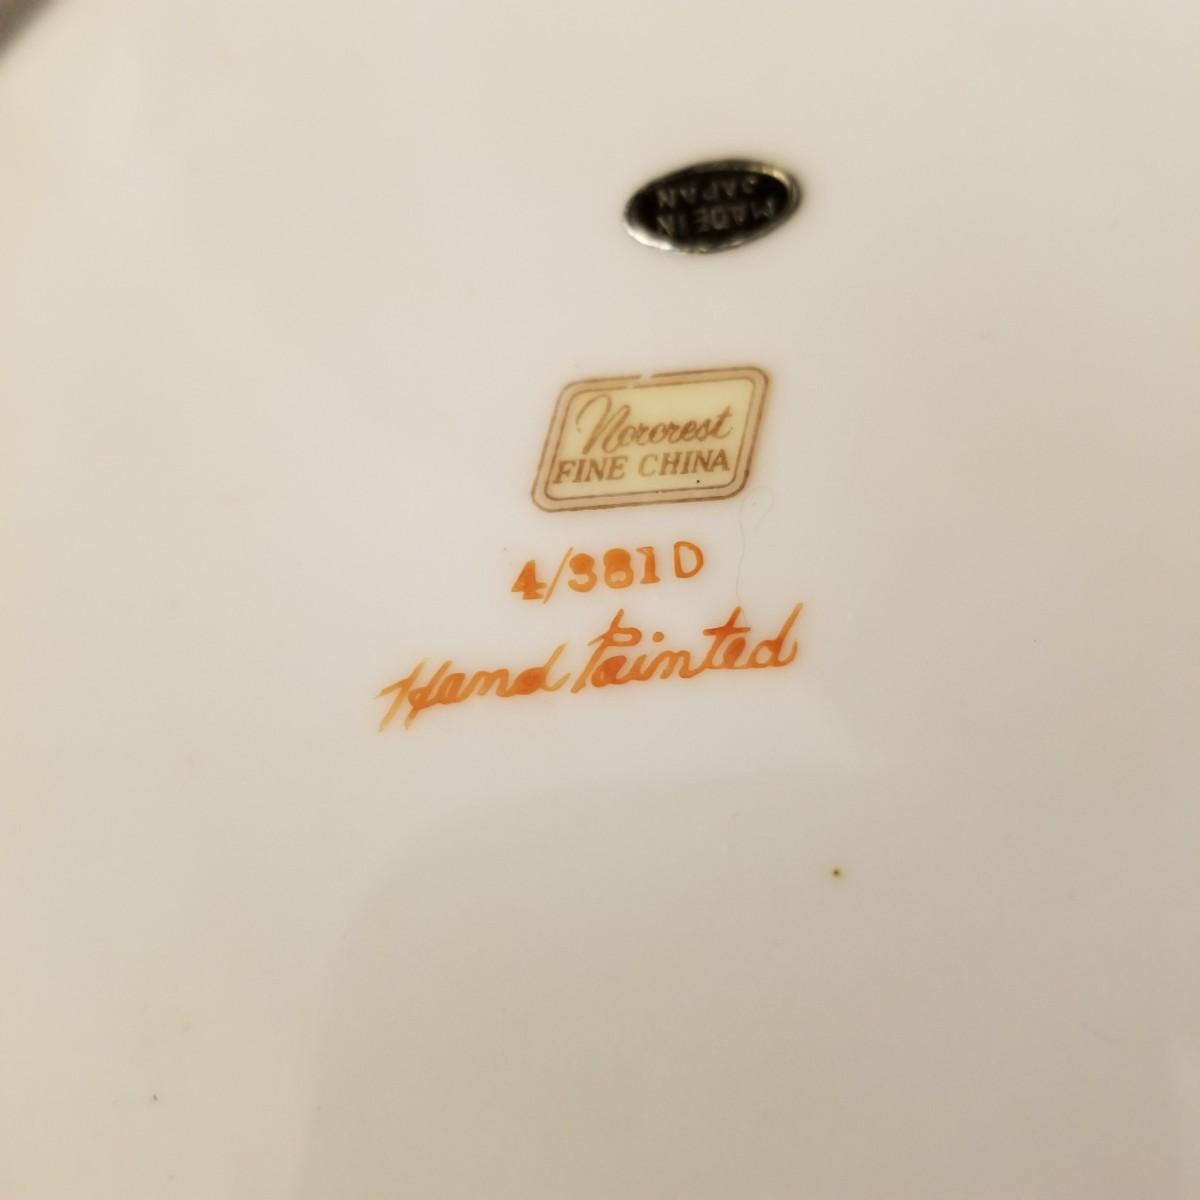 MADE IN
JAPAN
Norcrest
FINE CHINA
4/381D
Hand Painted